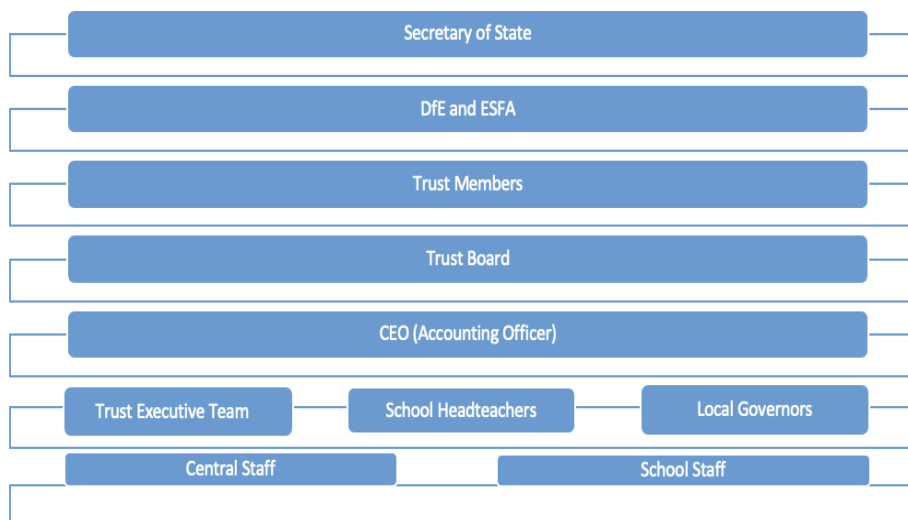 Secretary of State
DfE and ESFA
Trust Members
Trust Board
CEO (Accounting Officer)
Trust Executive Team
School Headteachers
Local Governors
Central Staff
School Staff